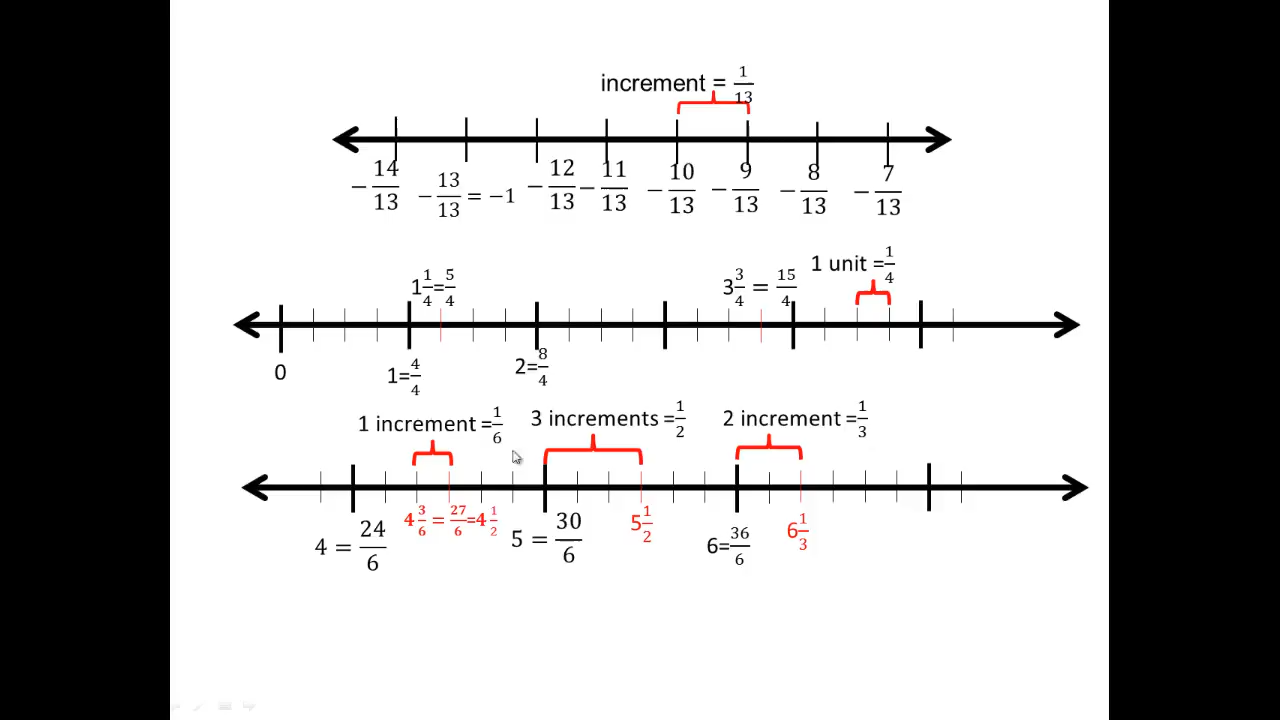 increment = 1/13
−14/13 −13/13 = −1 −12/13 −11/13 −10/13 −9/13 −8/13 −7/13
1 unit =1/4
1 1/4=5/4 3 3/4 = 15/4
0 1=4/4 2=8/4
1 increment =1/6 3 increments =1/2 2 increment =1/3
4 3/6 = 27/6=4 1/2 5 1/2 6 1/3
4 = 24/6 5 = 30/6 6=36/6